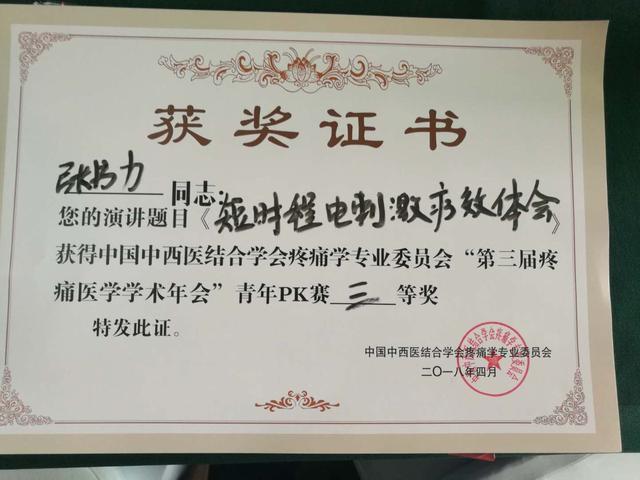 获奖证书
张 力 同志:
您的演讲题目《短时程电刺激疗效体会》
获得中国中西医结合学会疼痛学专业委员会“第三届疼
痛医学学术年会”青年PK赛三等奖
特发此证。
中国中西医结合学会疼痛学专业委员会
二〇一八年四月